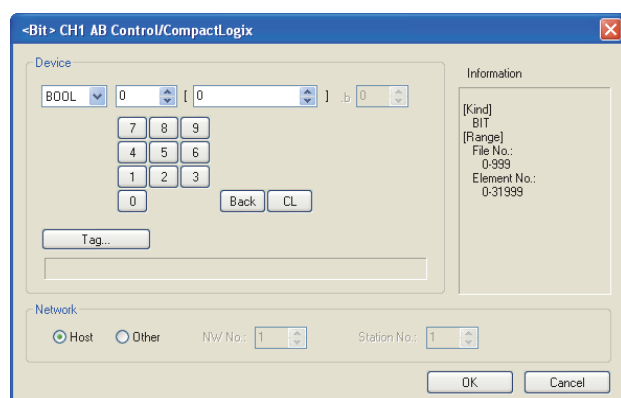 <Bit> CH1 AB Control/CompactLogix
Device
BOOL 0 [ 0 ] .b 0
7 8 9
4 5 6
1 2 3
0 Back CL
Tag...
Information
[Kind]
BIT
[Range]
File No.:
0-999
Element No.:
0-31999
Network
Host Other NW No.: 1 Station No.: 1
OK Cancel